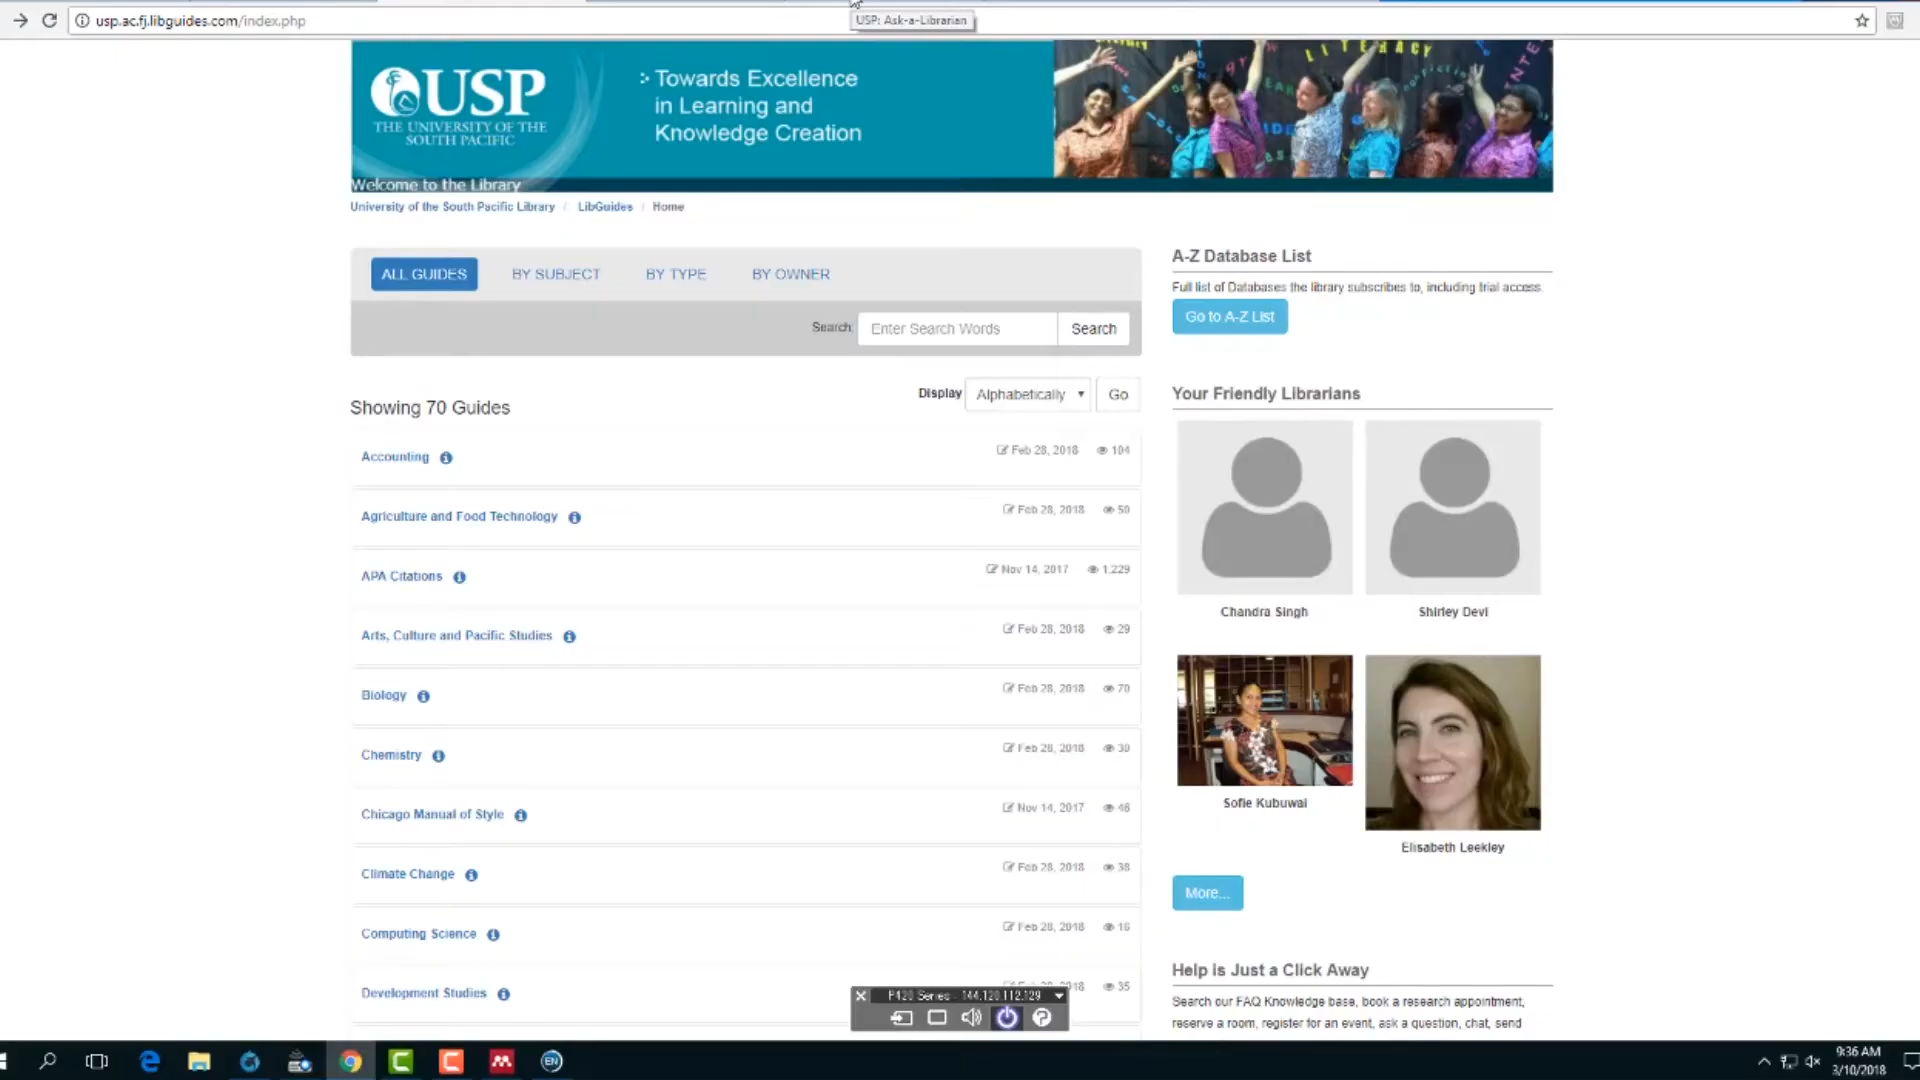 usp.ac.fj.libguides.com/index.php
USP: Ask-a-Librarian
USP
THE UNIVERSITY OF THE
SOUTH PACIFIC
Towards Excellence
in Learning and
Knowledge Creation
LITERACY
Welcome to the Library
University of the South Pacific Library / LibGuides / Home
ALL GUIDES BY SUBJECT BY TYPE BY OWNER
Search: Enter Search Words Search
Showing 70 Guides
Display Alphabetically Go
Accounting Feb 28, 2018 104
Agriculture and Food Technology Feb 28, 2018 50
APA Citations Nov 14, 2017 1,229
Arts, Culture and Pacific Studies Feb 28, 2018 29
Biology Feb 28, 2018 70
Chemistry Feb 28, 2018 30
Chicago Manual of Style Nov 14, 2017 46
Climate Change Feb 28, 2018 38
Computing Science Feb 28, 2018 16
Development Studies 35
A-Z Database List
Full list of Databases the library subscribes to, including trial access.
Go to A-Z List
Your Friendly Librarians
Chandra Singh
Shirley Devi
Sofie Kubuwai
Elisabeth Leekley
More...
Help is Just a Click Away
Search our FAQ Knowledge base, book a research appointment,
reserve a room, register for an event, ask a question, chat, send
P420 Series - 144.120.112.129
EN
9:36 AM
3/10/2018